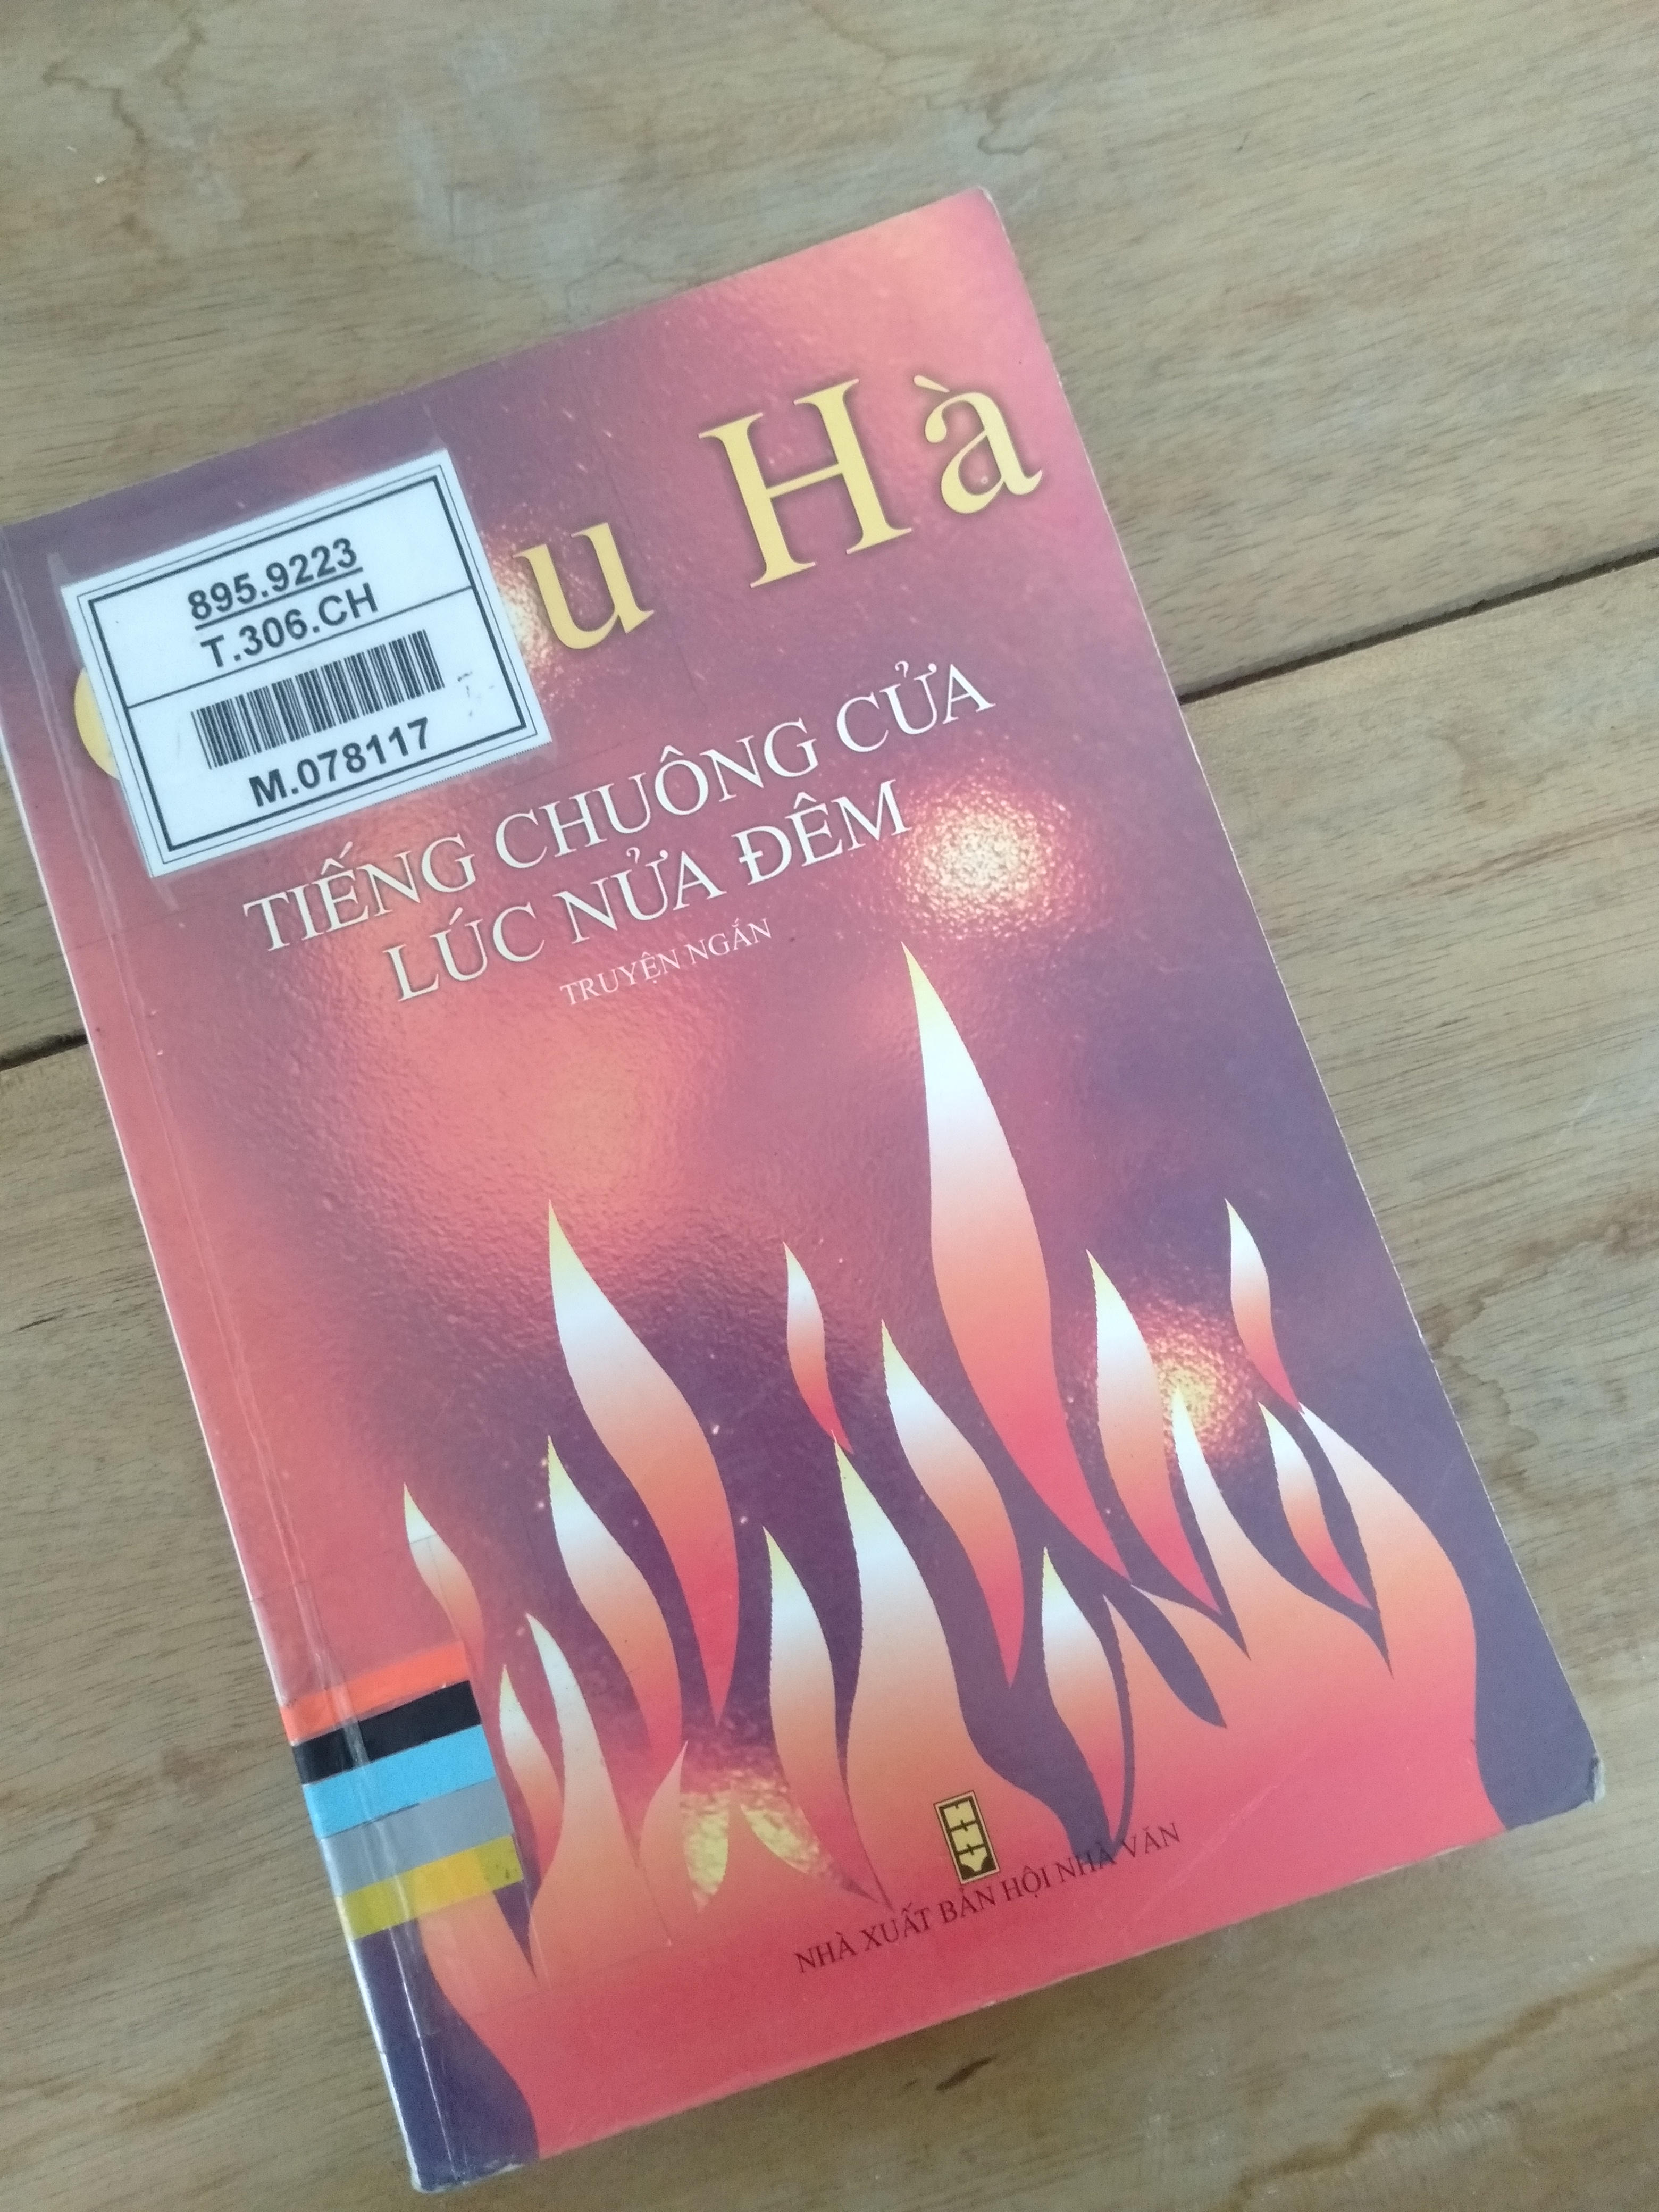 u Hà
895.9223
T.306.CH
M.078117
TIẾNG CHUÔNG CỬA
LÚC NỬA ĐÊM
TRUYỆN NGẮN
NHÀ XUẤT BẢN HỘI NHÀ VĂN